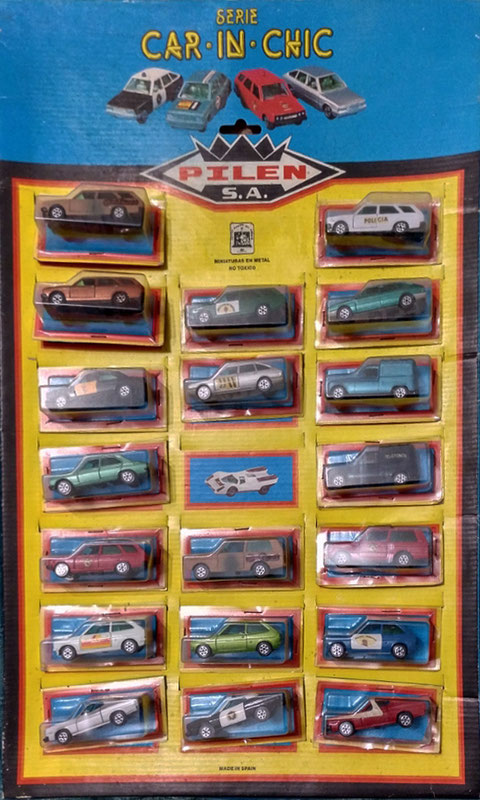 SERIE
CAR·IN·CHIC
PILEN
S.A.
MINIATURAS EN METAL
NO TOXICO
POLICIA
MADE IN SPAIN